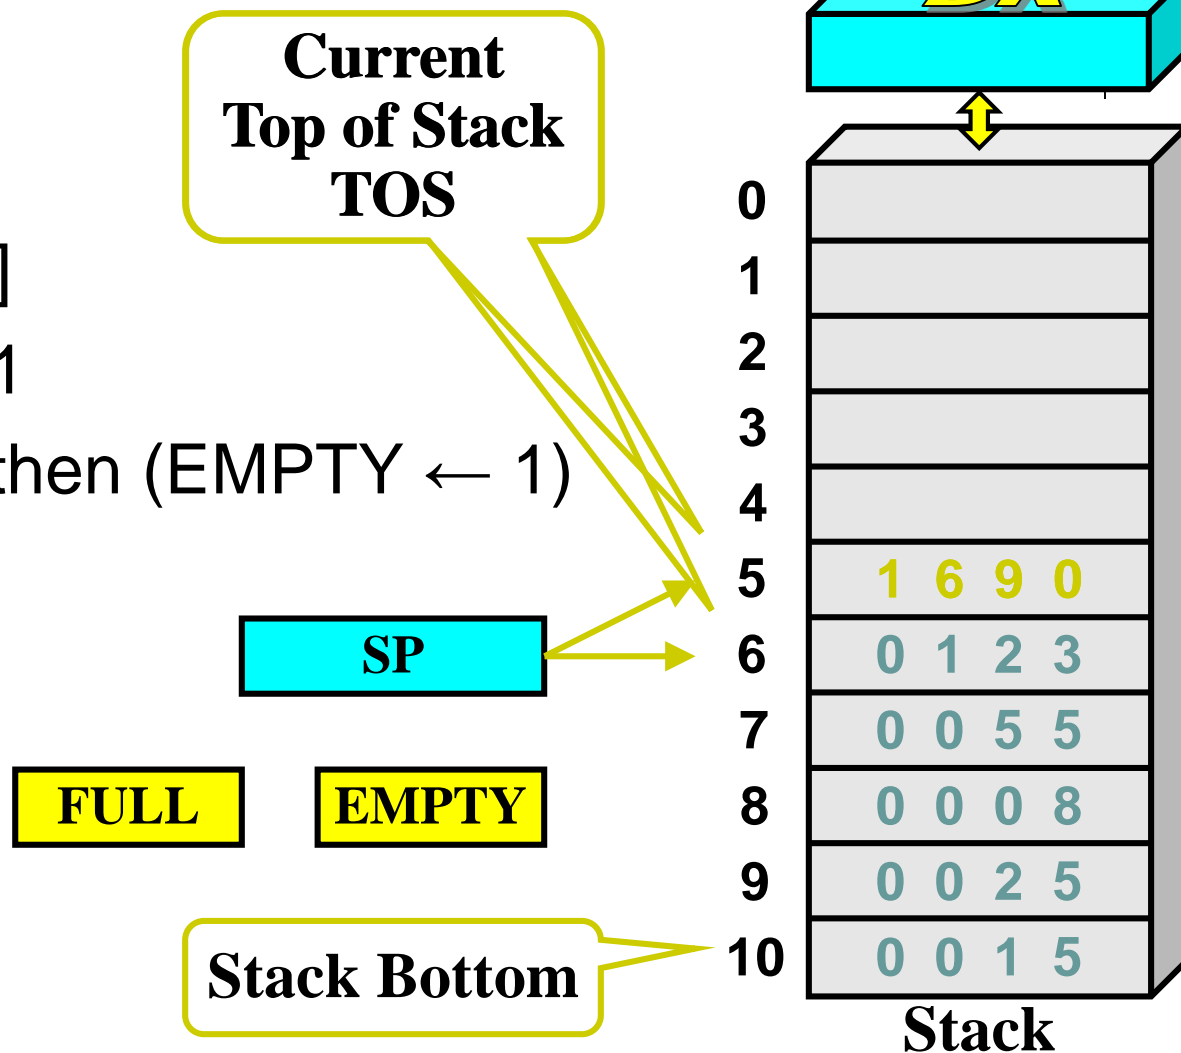 DR
Current
Top of Stack
TOS
]
1
then (EMPTY ← 1)
SP
FULL
EMPTY
Stack Bottom
0
1
2
3
4
5 1 6 9 0
6 0 1 2 3
7 0 0 5 5
8 0 0 0 8
9 0 0 2 5
10 0 0 1 5
Stack